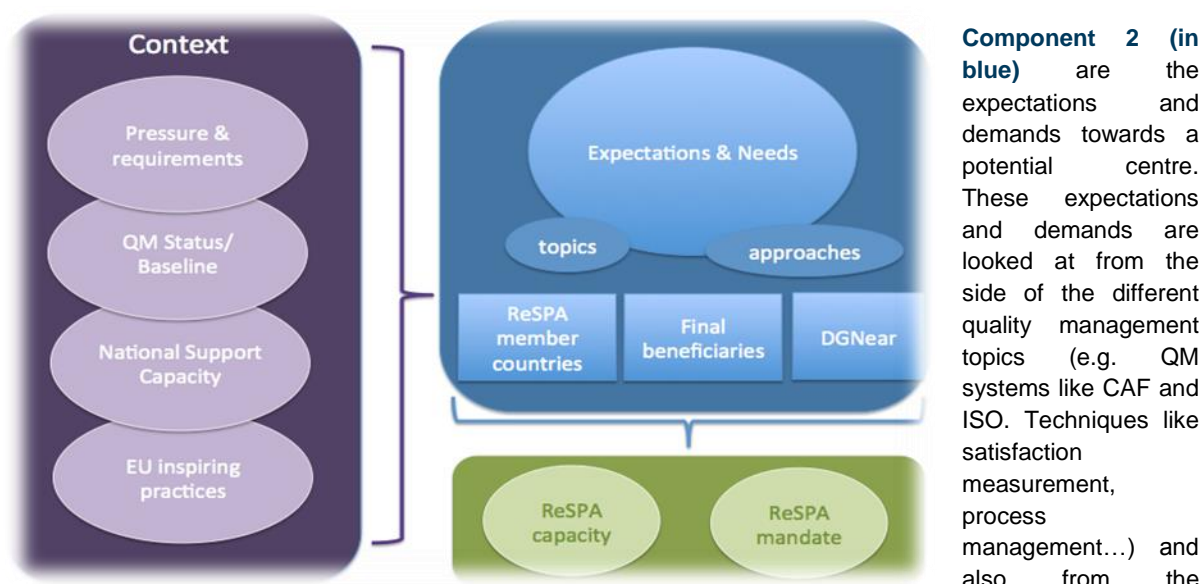 Context
Pressure &
requirements
QM Status/
Baseline
National Support
Capacity
EU inspiring
practices
Expectations & Needs
topics
approaches
ReSPA
member
countries
Final
beneficiaries
DGNear
ReSPA
capacity
ReSPA
mandate
Component 2 (in
blue) are the
expectations and
demands towards a
potential centre.
These expectations
and demands are
looked at from the
side of the different
quality management
topics (e.g. QM
systems like CAF and
ISO. Techniques like
satisfaction
measurement,
process
management…) and
also from the